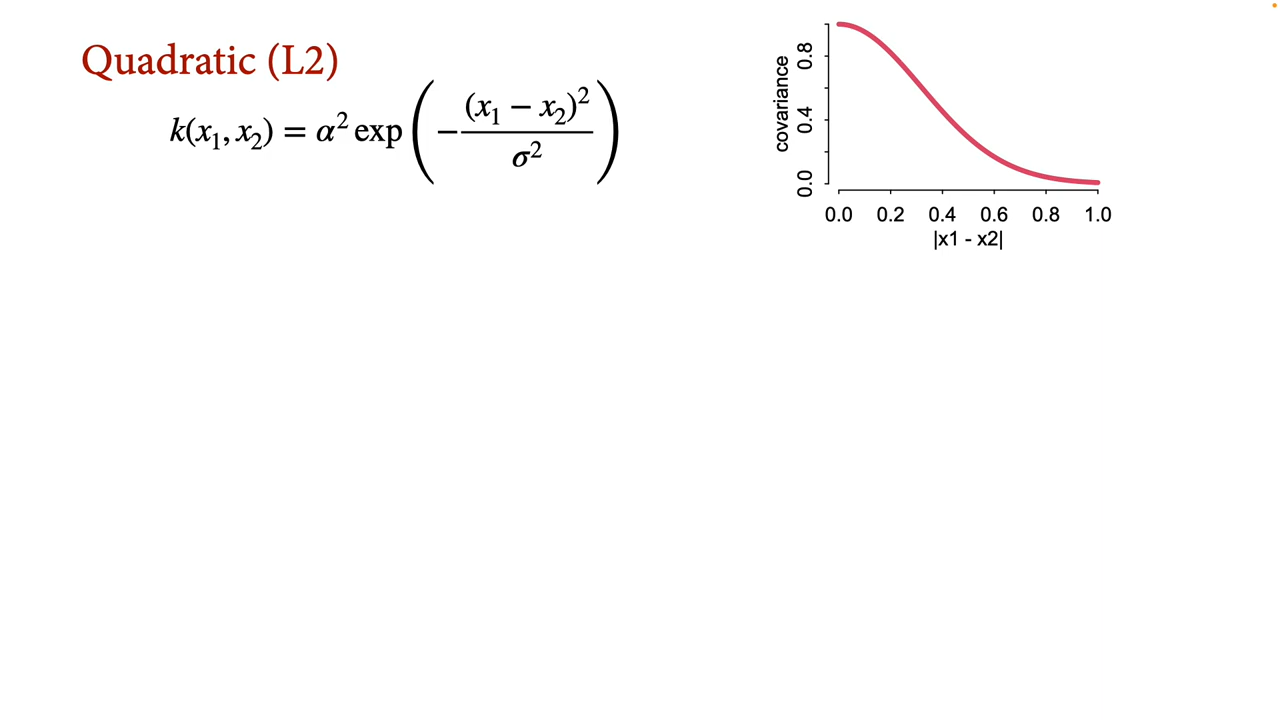 Quadratic (L2)
k(x₁, x₂) = α² exp(−(x₁ − x₂)²/σ²)
covariance
0.0 0.4 0.8
0.0 0.2 0.4 0.6 0.8 1.0
|x1 - x2|